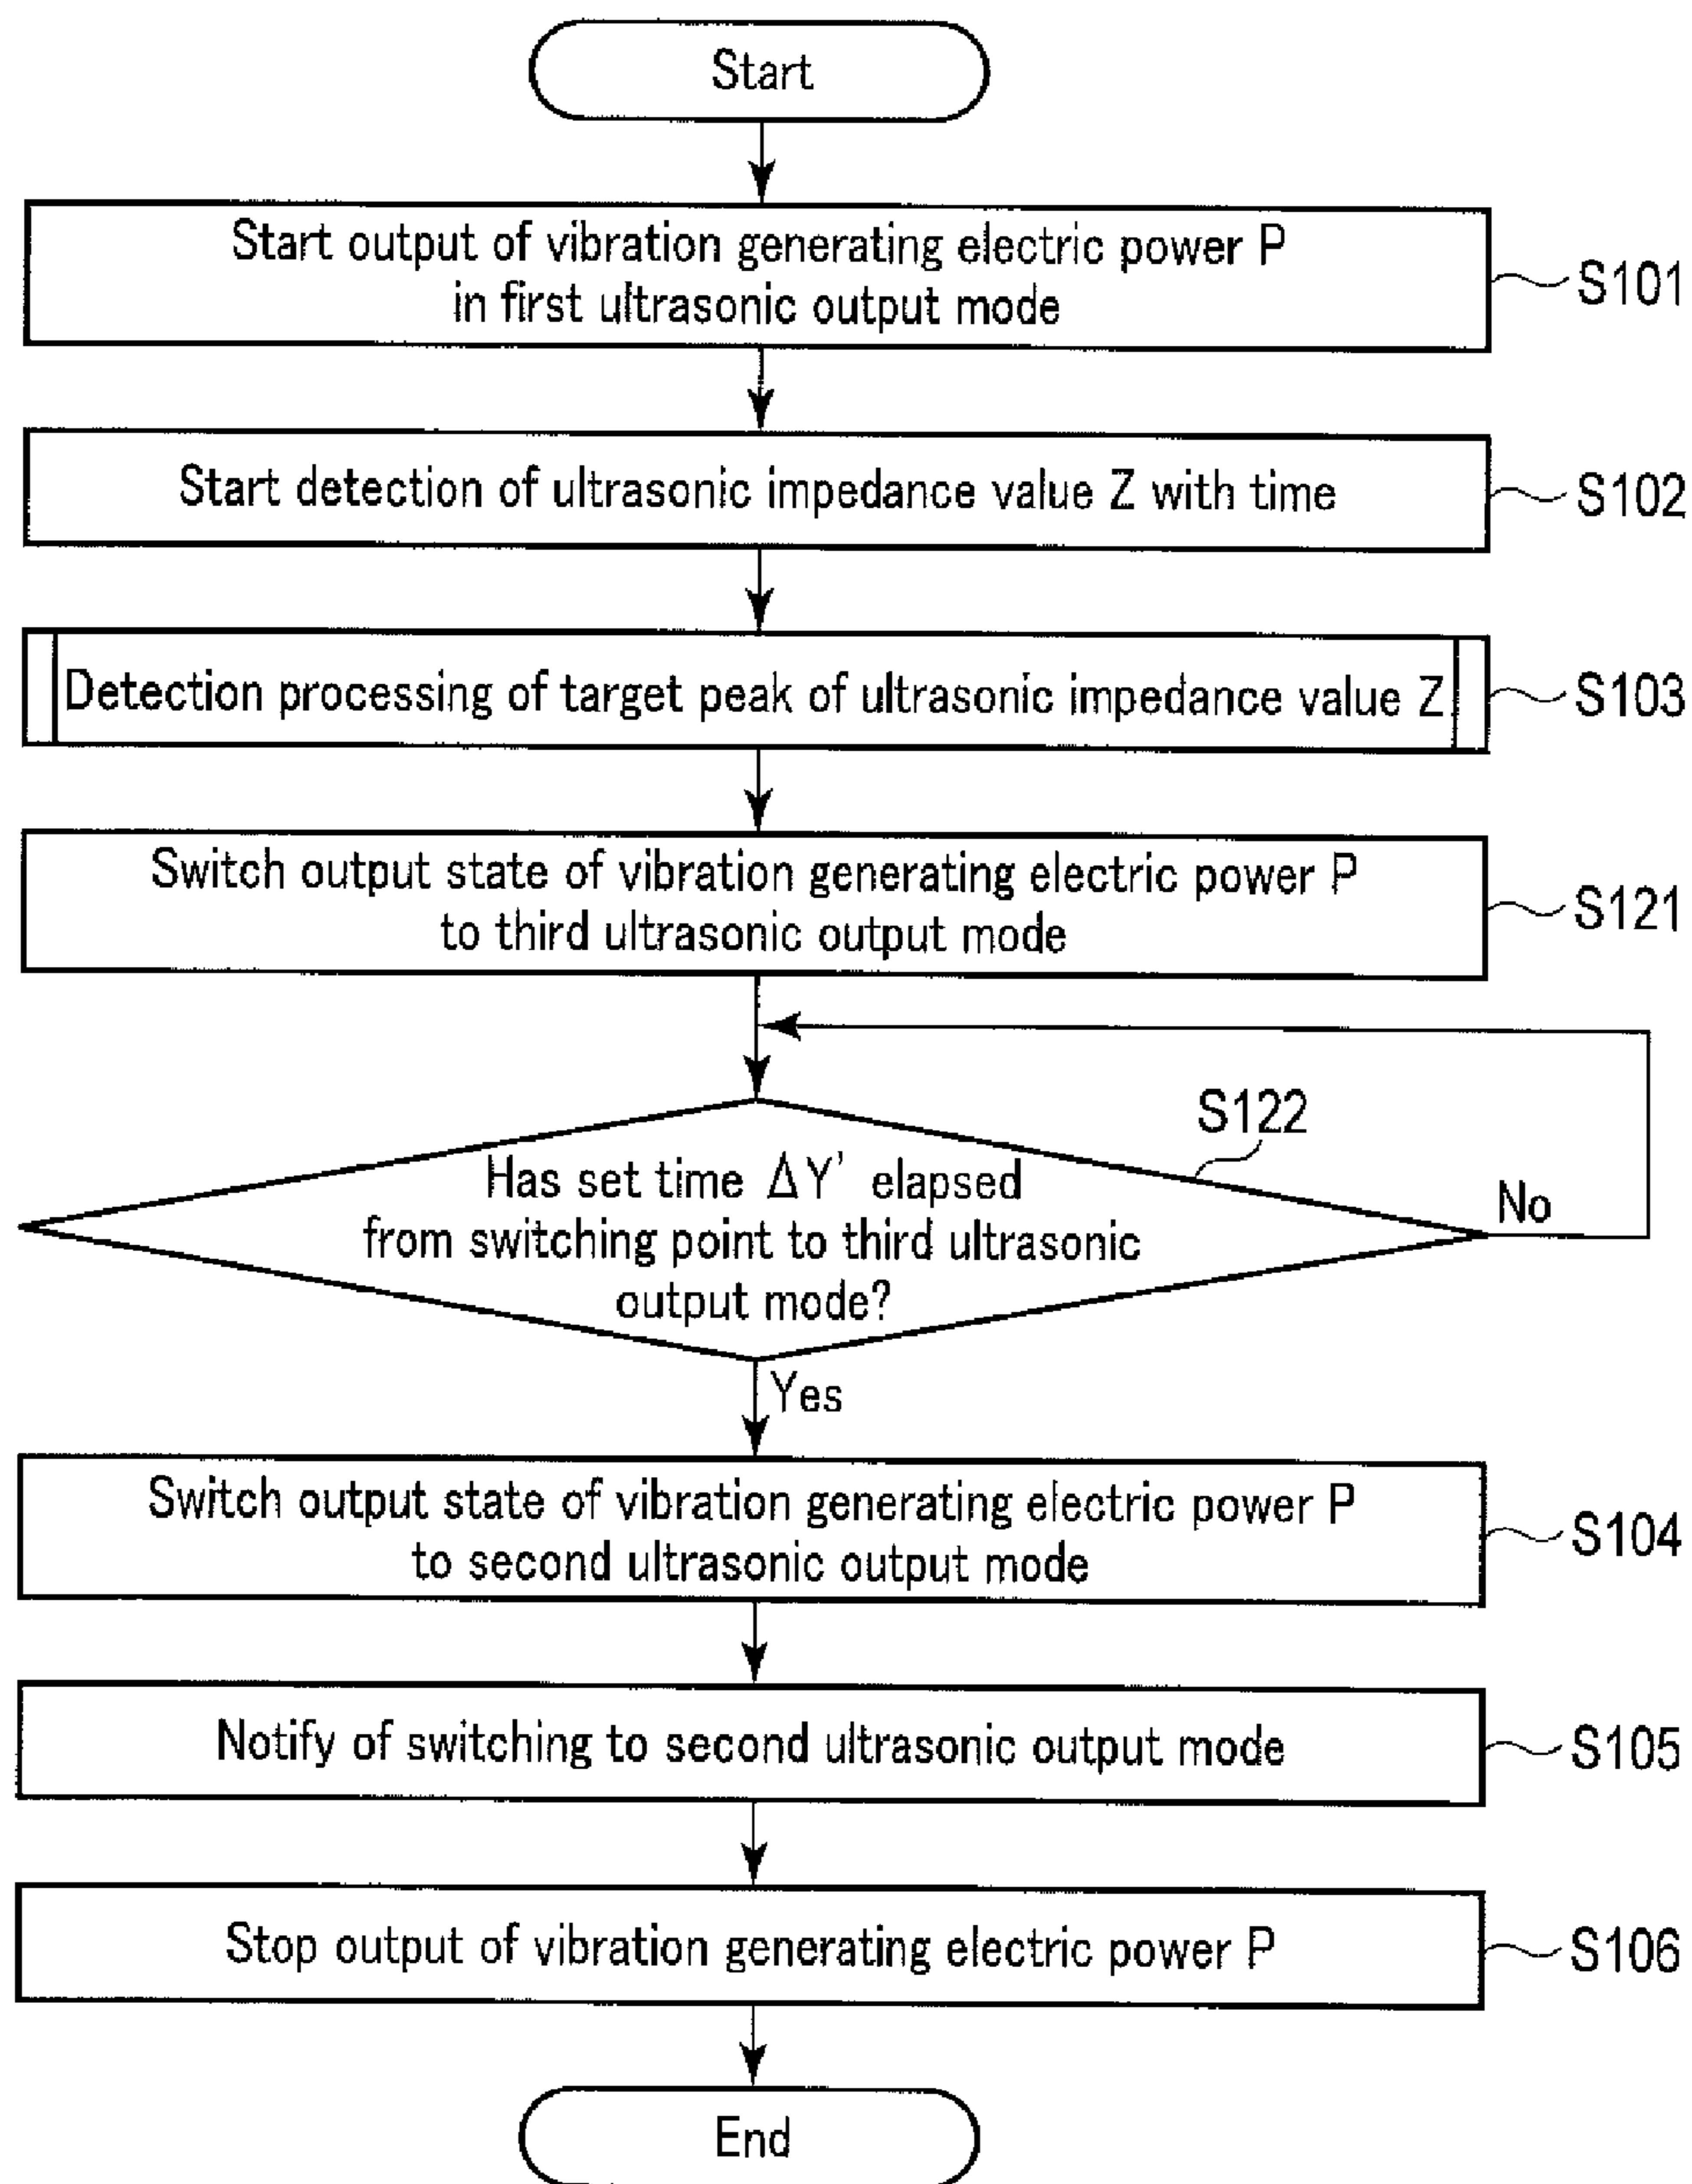 Start
Start output of vibration generating electric power P
in first ultrasonic output mode
S101
Start detection of ultrasonic impedance value Z with time
S102
Detection processing of target peak of ultrasonic impedance value Z
S103
Switch output state of vibration generating electric power P
to third ultrasonic output mode
S121
S122
Has set time ΔY' elapsed
from switching point to third ultrasonic
output mode?
No
Yes
Switch output state of vibration generating electric power P
to second ultrasonic output mode
S104
Notify of switching to second ultrasonic output mode
S105
Stop output of vibration generating electric power P
S106
End